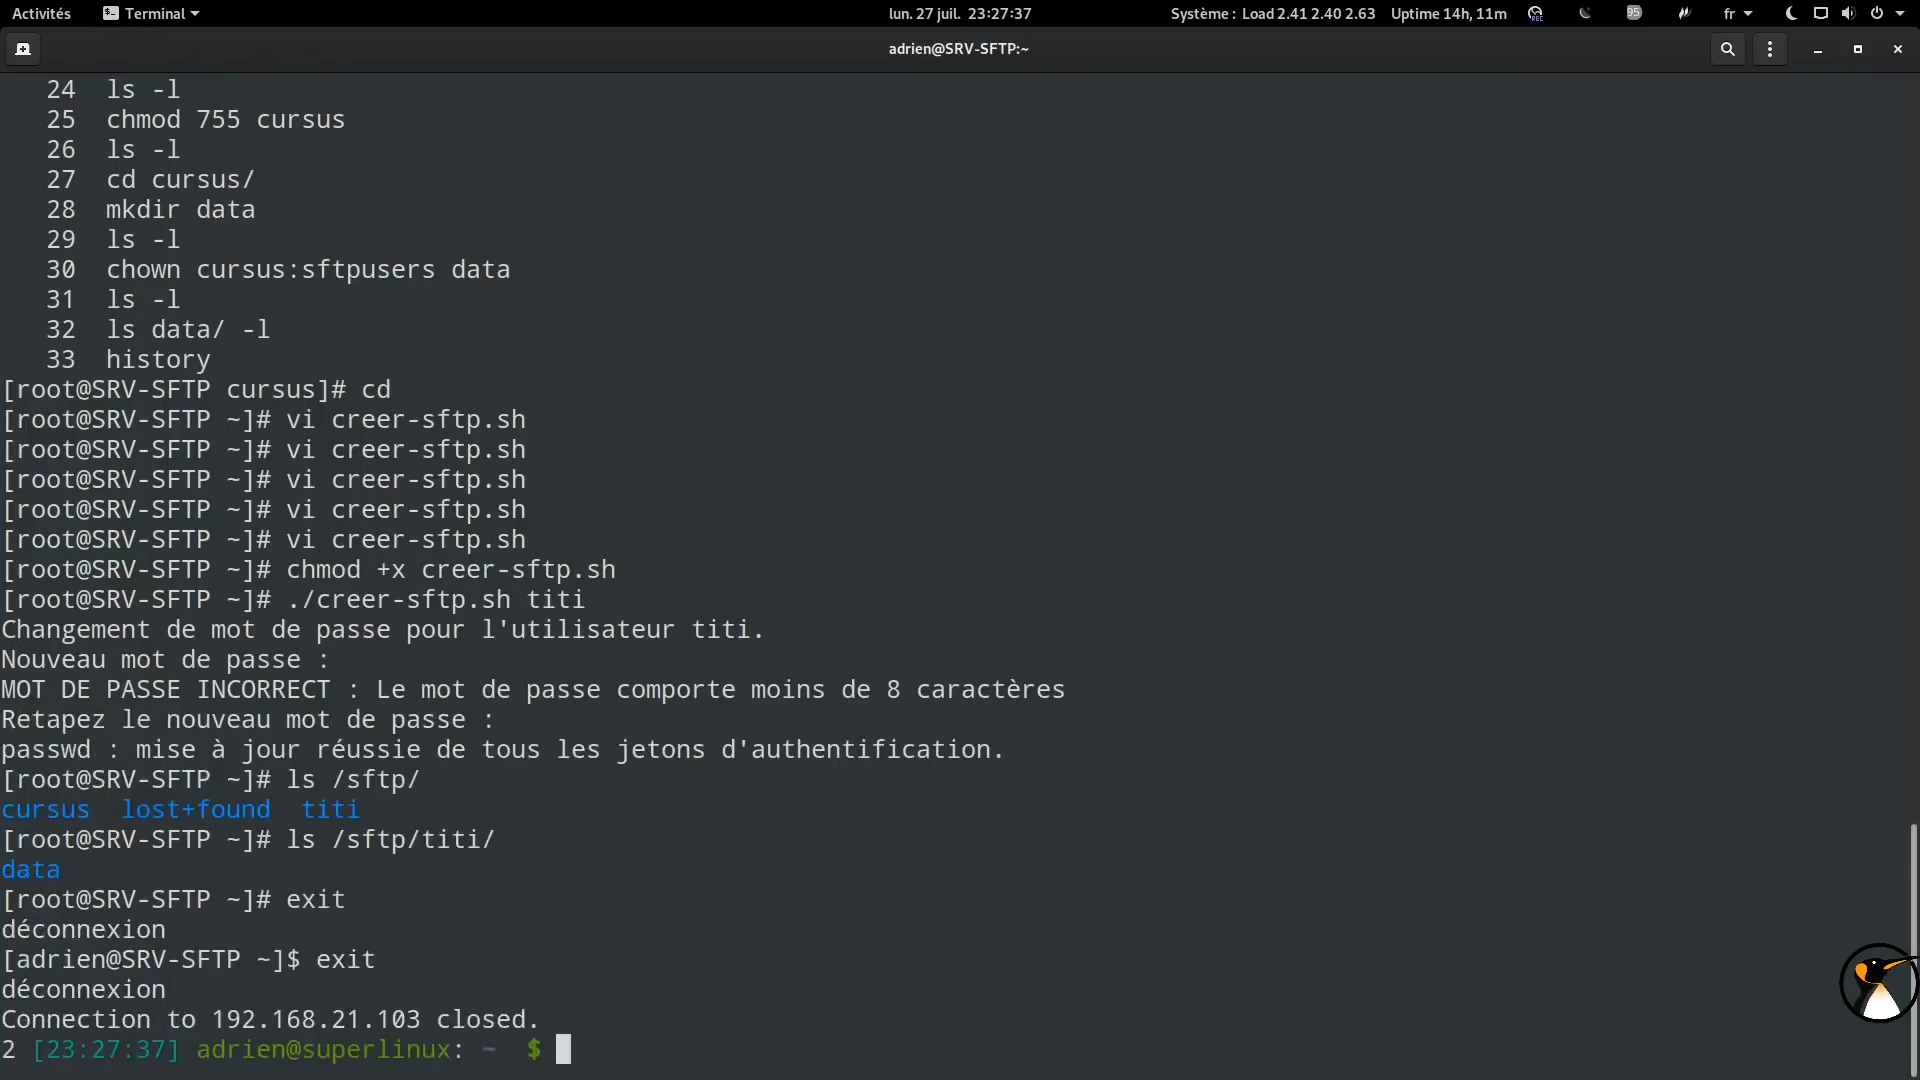 Activités Terminal lun. 27 juil. 23:27:37 Système : Load 2.41 2.40 2.63 Uptime 14h, 11m REC 95 fr
adrien@SRV-SFTP:~
24 ls -l
25 chmod 755 cursus
26 ls -l
27 cd cursus/
28 mkdir data
29 ls -l
30 chown cursus:sftpusers data
31 ls -l
32 ls data/ -l
33 history
[root@SRV-SFTP cursus]# cd
[root@SRV-SFTP ~]# vi creer-sftp.sh
[root@SRV-SFTP ~]# vi creer-sftp.sh
[root@SRV-SFTP ~]# vi creer-sftp.sh
[root@SRV-SFTP ~]# vi creer-sftp.sh
[root@SRV-SFTP ~]# vi creer-sftp.sh
[root@SRV-SFTP ~]# chmod +x creer-sftp.sh
[root@SRV-SFTP ~]# ./creer-sftp.sh titi
Changement de mot de passe pour l'utilisateur titi.
Nouveau mot de passe :
MOT DE PASSE INCORRECT : Le mot de passe comporte moins de 8 caractères
Retapez le nouveau mot de passe :
passwd : mise à jour réussie de tous les jetons d'authentification.
[root@SRV-SFTP ~]# ls /sftp/
cursus lost+found titi
[root@SRV-SFTP ~]# ls /sftp/titi/
data
[root@SRV-SFTP ~]# exit
déconnexion
[adrien@SRV-SFTP ~]$ exit
déconnexion
Connection to 192.168.21.103 closed.
2 [23:27:37] adrien@superlinux: ~ $